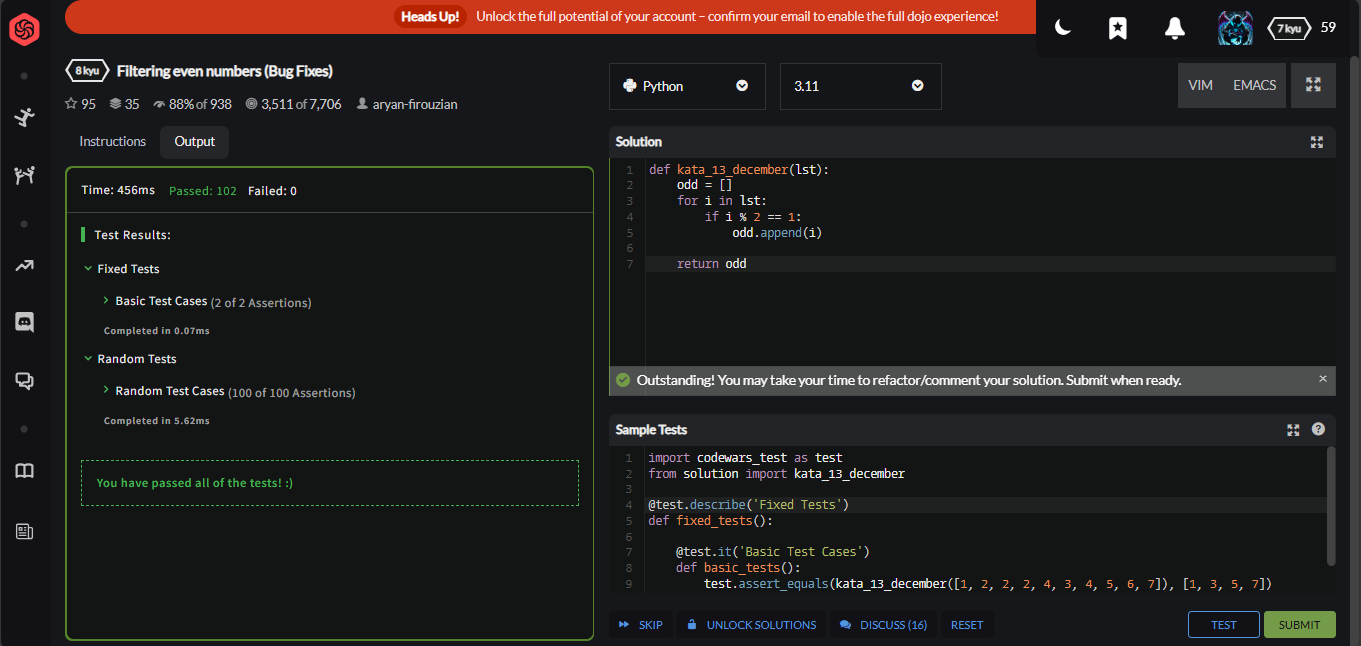 Heads Up! Unlock the full potential of your account – confirm your email to enable the full dojo experience!
7 kyu 59
8 kyu Filtering even numbers (Bug Fixes)
95 35 88% of 938 3,511 of 7,706 aryan-firouzian
Instructions Output
Time: 456ms Passed: 102 Failed: 0
Test Results:
Fixed Tests
Basic Test Cases (2 of 2 Assertions)
Completed in 0.07ms
Random Tests
Random Test Cases (100 of 100 Assertions)
Completed in 5.62ms
You have passed all of the tests! :)
Python 3.11 VIM EMACS
Solution
1 def kata_13_december(lst):
2 odd = []
3 for i in lst:
4 if i % 2 == 1:
5 odd.append(i)
6
7 return odd
Outstanding! You may take your time to refactor/comment your solution. Submit when ready. ×
Sample Tests ?
1 import codewars_test as test
2 from solution import kata_13_december
3
4 @test.describe('Fixed Tests')
5 def fixed_tests():
6
7 @test.it('Basic Test Cases')
8 def basic_tests():
9 test.assert_equals(kata_13_december([1, 2, 2, 2, 4, 3, 4, 5, 6, 7]), [1, 3, 5, 7])
SKIP UNLOCK SOLUTIONS DISCUSS (16) RESET TEST SUBMIT